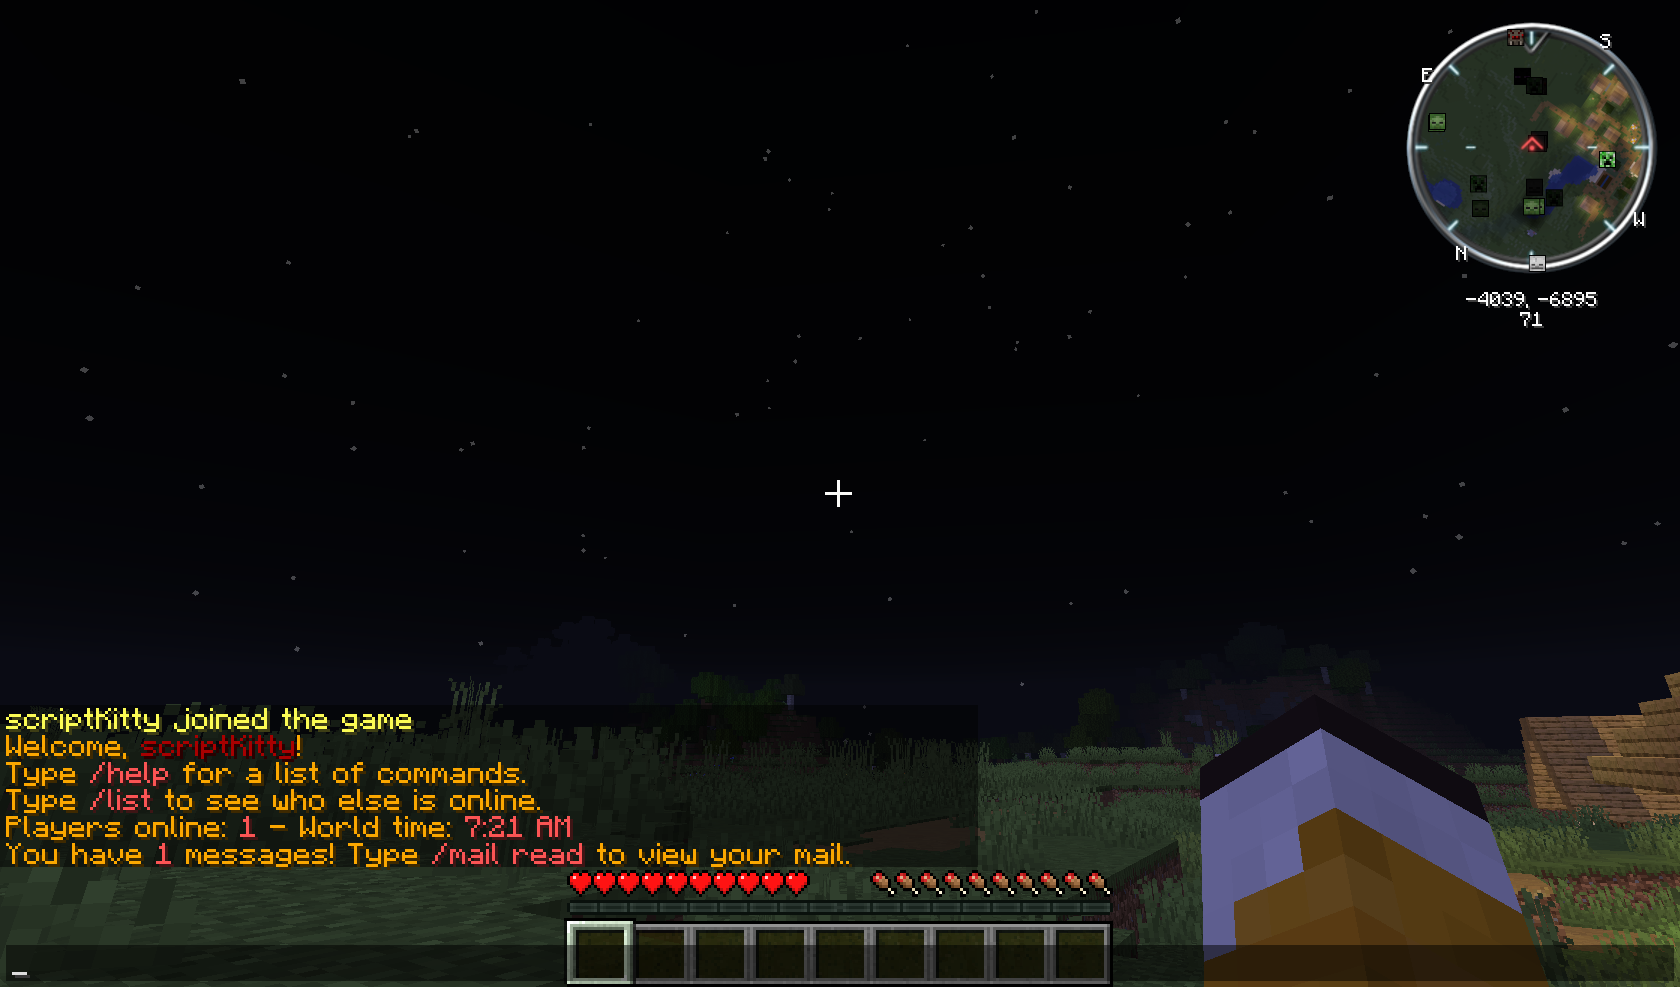 S
E
W
N
-4039, -6895
71
scriptKitty joined the game
Welcome, scriptKitty!
Type /help for a list of commands.
Type /list to see who else is online.
Players online: 1 - World time: 7:21 AM
You have 1 messages! Type /mail read to view your mail.
_